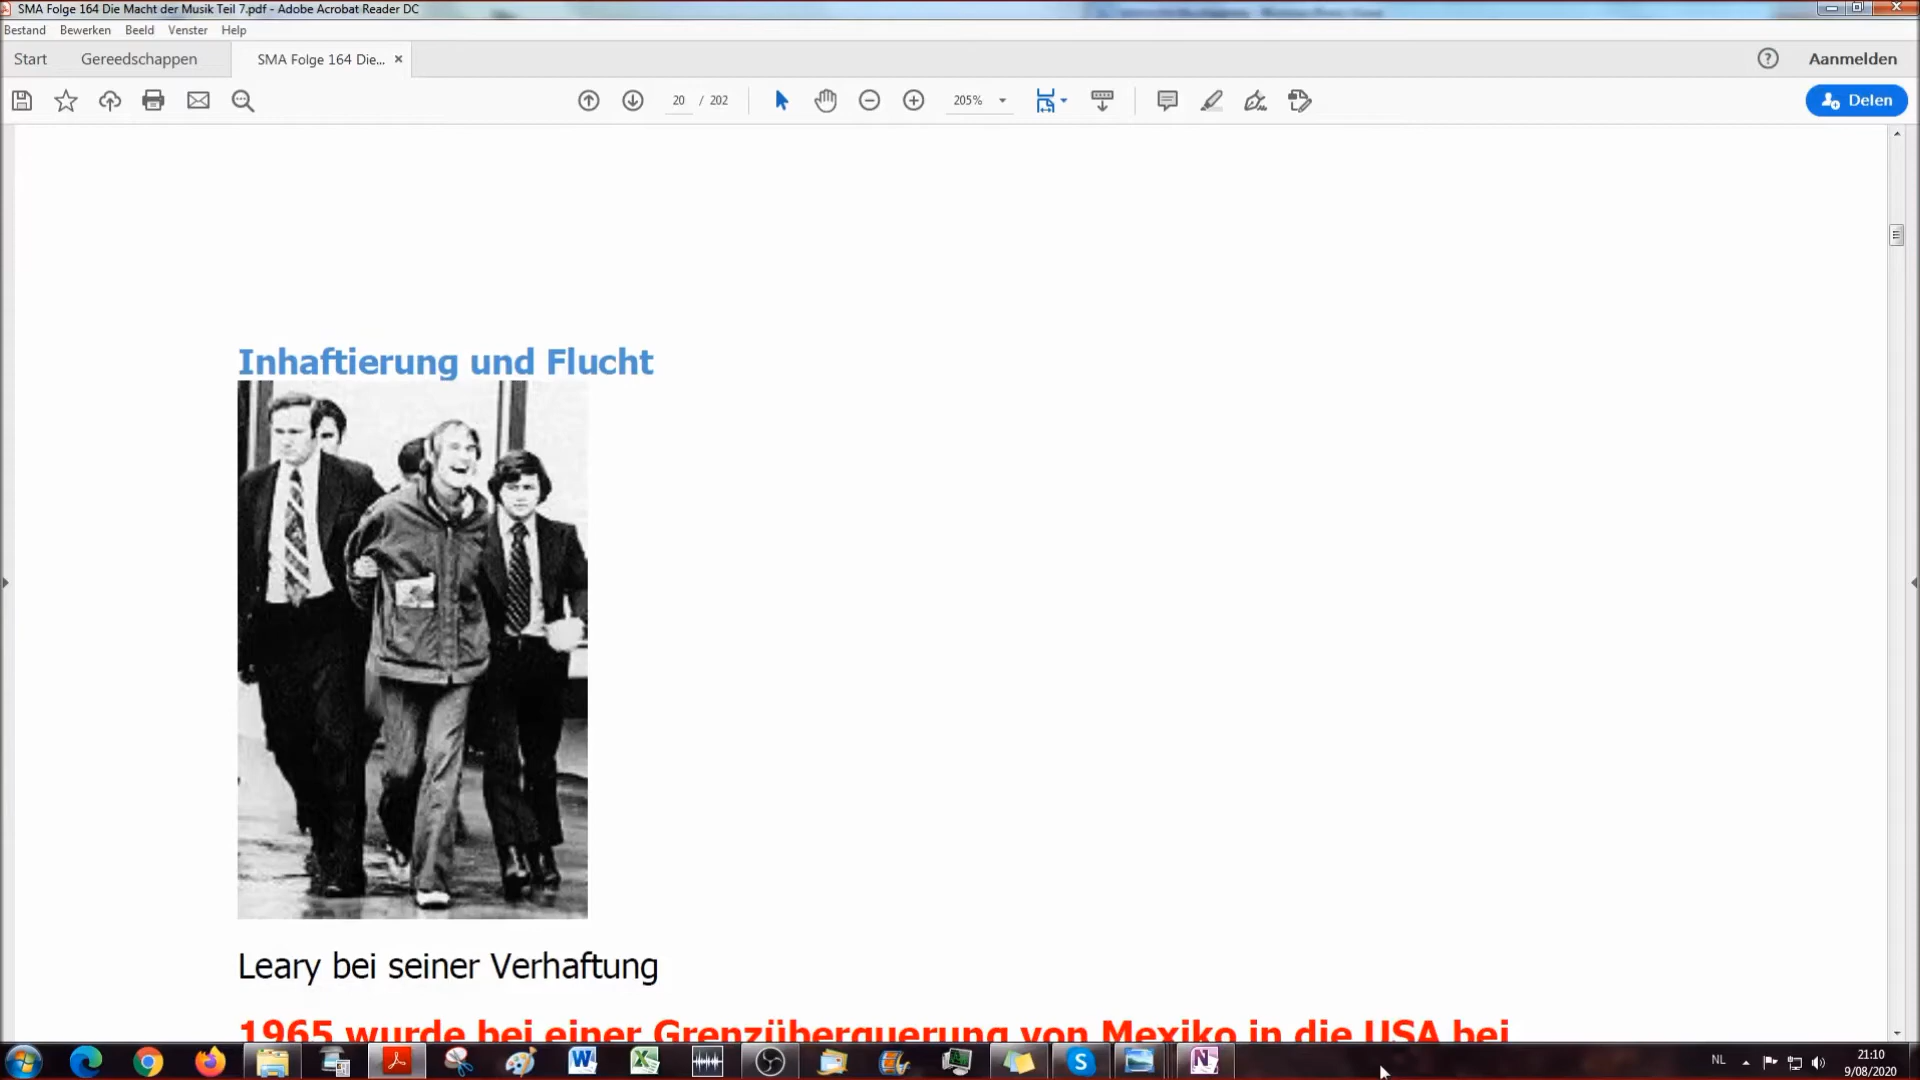 SMA Folge 164 Die Macht der Musik Teil 7.pdf - Adobe Acrobat Reader DC
Bestand Bewerken Beeld Venster Help
Start Gereedschappen SMA Folge 164 Die... × Aanmelden
20 / 202 205% Delen
Inhaftierung und Flucht
Leary bei seiner Verhaftung
1965 wurde bei einer Grenzüberquerung von Mexiko in die USA bei
NL 21:10
9/08/2020